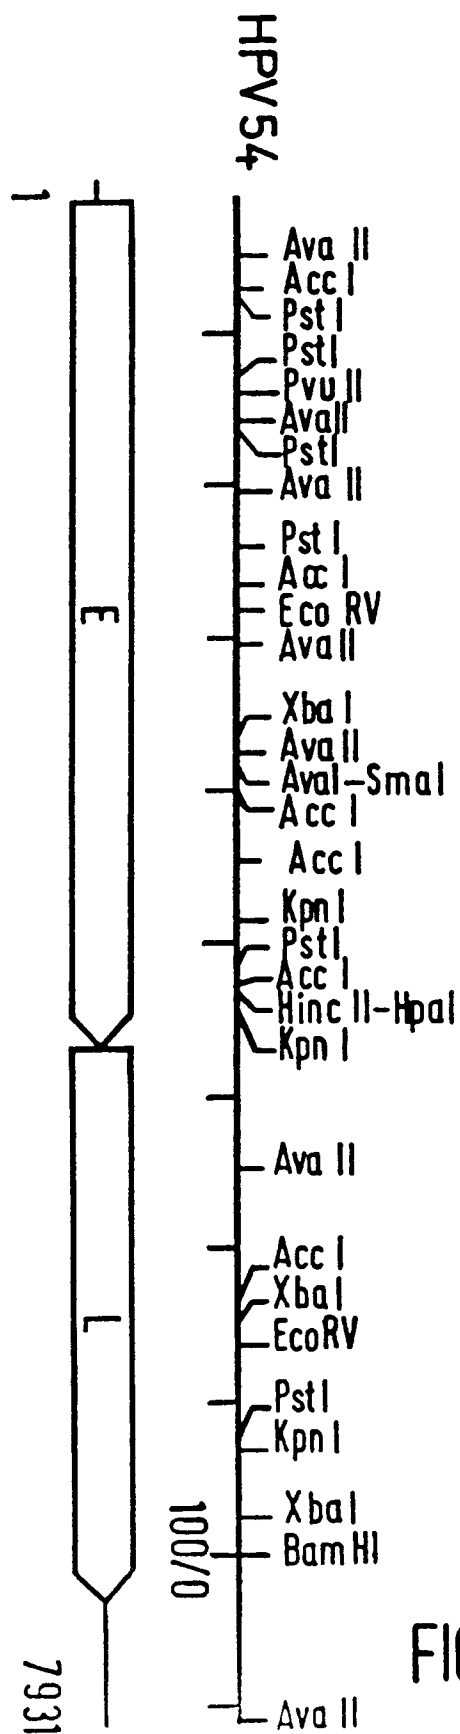 HPV 54
1
Ava II
Acc I
Pst I
Pst I
Pvu II
Ava II
Pst I
Ava II
Pst I
Acc I
Eco RV
Ava II
E
Xba I
Ava II
AvaI-SmaI
Acc I
Acc I
Kpn I
Pst I
Acc I
Hinc II-HpaI
Kpn I
Ava II
Acc I
Xba I
EcoRV
L
Pst I
Kpn I
Xba I
Bam HI
100/0
Ava II
7931